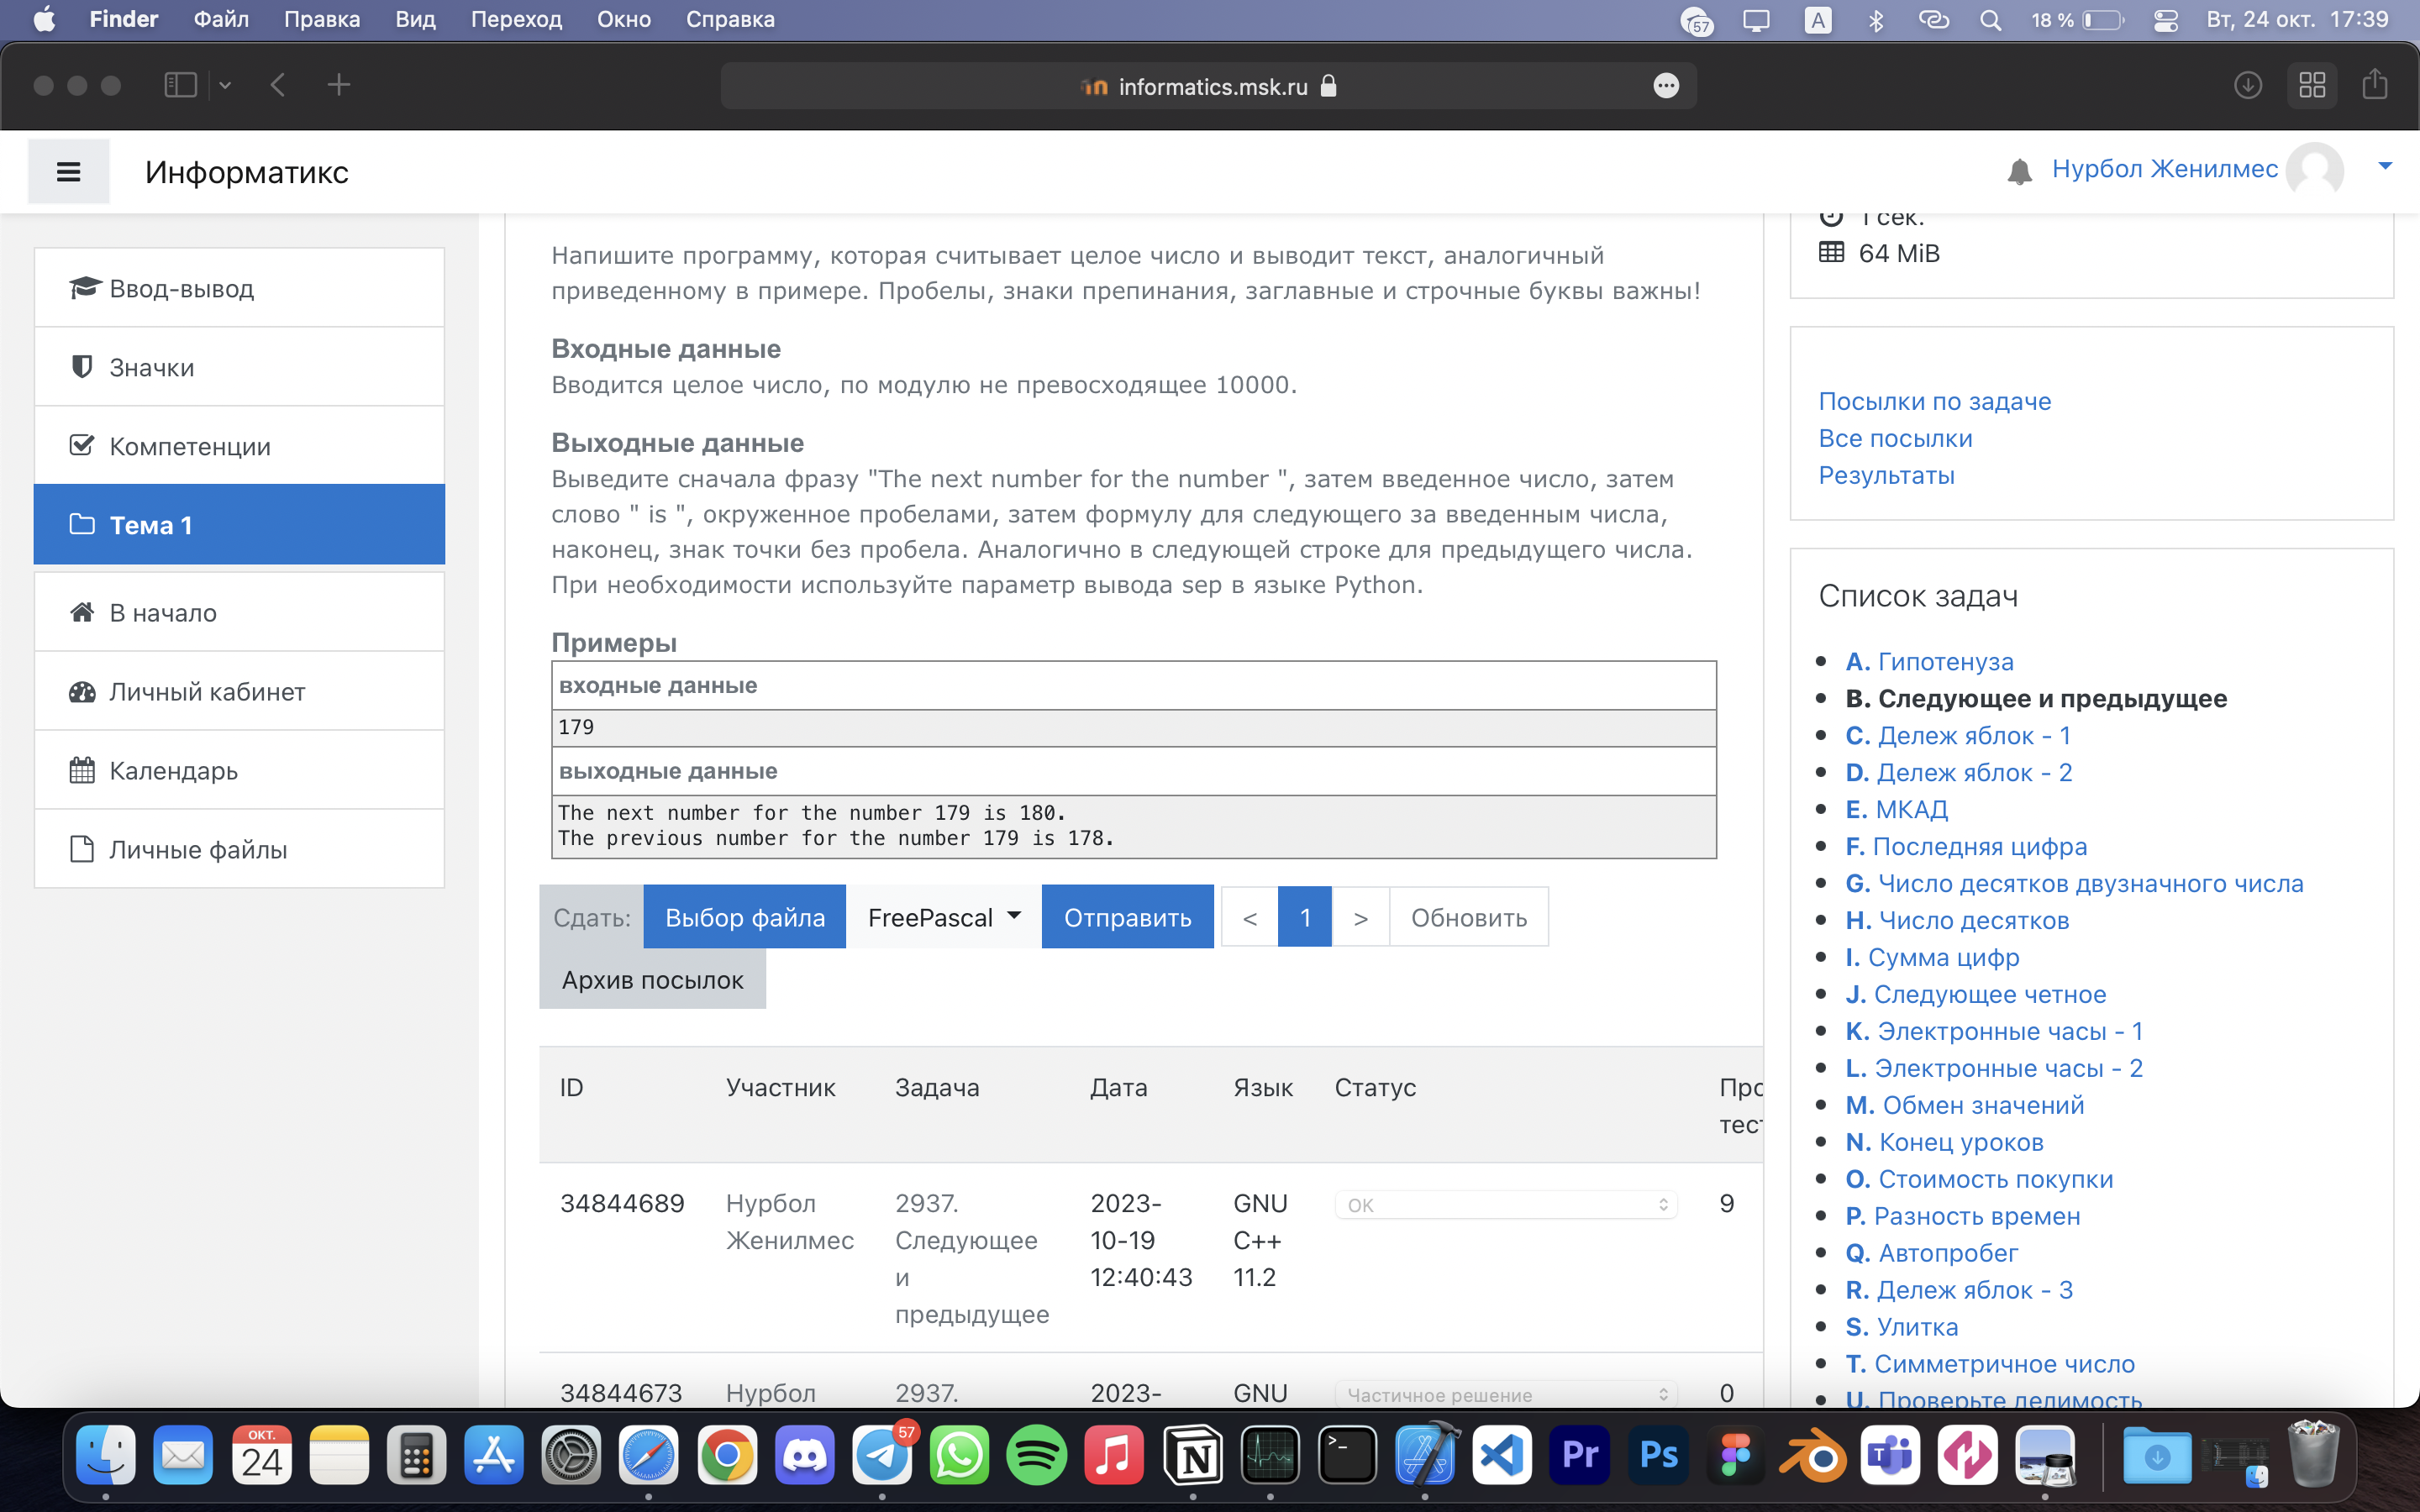 Finder Файл Правка Вид Переход Окно Справка
57 A 18 % Вт, 24 окт. 17:39
informatics.msk.ru
Информатикс
Нурбол Женилмес
Ввод-вывод
Значки
Компетенции
Тема 1
В начало
Личный кабинет
Календарь
Личные файлы
Напишите программу, которая считывает целое число и выводит текст, аналогичный
приведенному в примере. Пробелы, знаки препинания, заглавные и строчные буквы важны!
Входные данные
Вводится целое число, по модулю не превосходящее 10000.
Выходные данные
Выведите сначала фразу "The next number for the number ", затем введенное число, затем
слово " is ", окруженное пробелами, затем формулу для следующего за введенным числа,
наконец, знак точки без пробела. Аналогично в следующей строке для предыдущего числа.
При необходимости используйте параметр вывода sep в языке Python.
Примеры
входные данные
179
выходные данные
The next number for the number 179 is 180.
The previous number for the number 179 is 178.
Сдать: Выбор файла FreePascal Отправить < 1 > Обновить
Архив посылок
ID Участник Задача Дата Язык Статус Про
тест
34844689 Нурбол 2937. 2023- GNU OK 9
Женилмес Следующее 10-19 C++
и 12:40:43 11.2
предыдущее
34844673 Нурбол 2937. 2023- GNU Частичное решение 0
1 сек.
64 MiB
Посылки по задаче
Все посылки
Результаты
Список задач
A. Гипотенуза
B. Следующее и предыдущее
C. Дележ яблок - 1
D. Дележ яблок - 2
E. МКАД
F. Последняя цифра
G. Число десятков двузначного числа
H. Число десятков
I. Сумма цифр
J. Следующее четное
K. Электронные часы - 1
L. Электронные часы - 2
M. Обмен значений
N. Конец уроков
O. Стоимость покупки
P. Разность времен
Q. Автопробег
R. Дележ яблок - 3
S. Улитка
T. Симметричное число
U. Проверьте делимость
ОКТ.
24
57
Pr
Ps